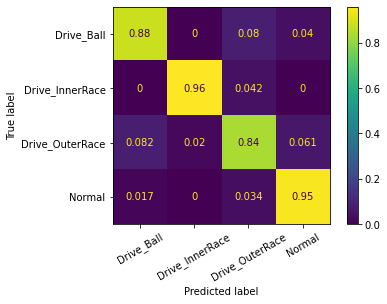 Drive_Ball 0.88 0 0.08 0.04
Drive_InnerRace 0 0.96 0.042 0
Drive_OuterRace 0.082 0.02 0.84 0.061
Normal 0.017 0 0.034 0.95
True label
Drive_Ball Drive_InnerRace Drive_OuterRace Normal
Predicted label
0.8
0.6
0.4
0.2
0.0